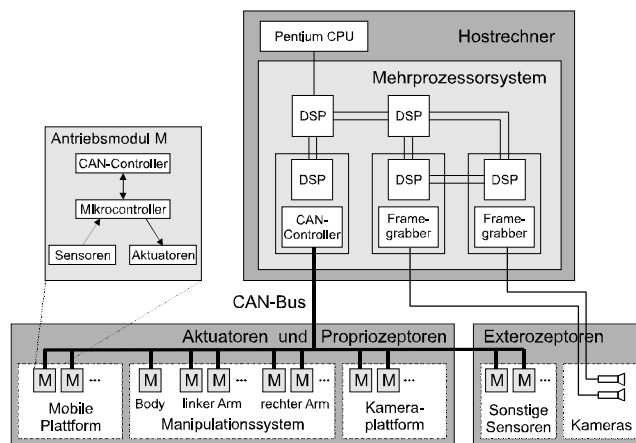 Hostrechner
Pentium CPU
Mehrprozessorsystem
DSP
DSP
DSP
DSP
DSP
CAN-
Controller
Frame-
grabber
Frame-
grabber
Antriebsmodul M
CAN-Controller
Mikrocontroller
Sensoren
Aktuatoren
CAN-Bus
Aktuatoren und Propriozeptoren
Exterozeptoren
M M ...
Mobile
Plattform
M M M ... M M ...
Body linker Arm rechter Arm
Manipulationssystem
M M ...
Kamera-
plattform
M M ...
Sonstige
Sensoren
Kameras